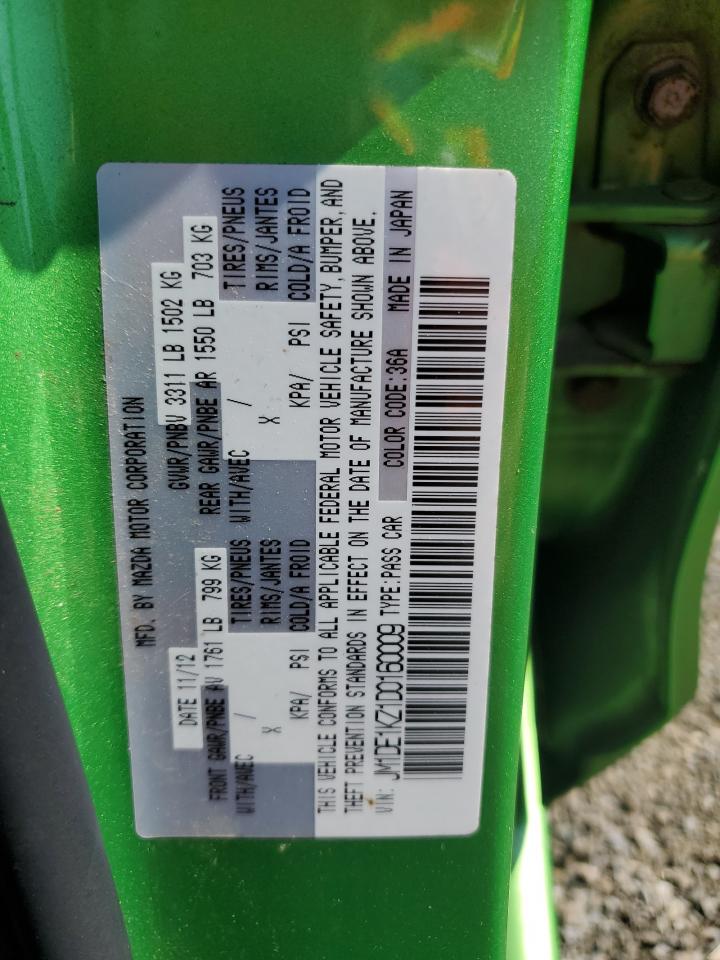 MFD. BY MAZDA MOTOR CORPORATION
DATE 11/12 GVWR/PNBV 3311 LB 1502 KG
FRONT GAWR/PNBE AV 1761 LB 799 KG REAR GAWR/PNBE AR 1550 LB 703 KG
WITH/AVEC / TIRES/PNEUS WITH/AVEC / TIRES/PNEUS
X RIMS/JANTES X RIMS/JANTES
KPA/ PSI COLD/A FROID KPA/ PSI COLD/A FROID
THIS VEHICLE CONFORMS TO ALL APPLICABLE FEDERAL MOTOR VEHICLE SAFETY, BUMPER, AND
THEFT PREVENTION STANDARDS IN EFFECT ON THE DATE OF MANUFACTURE SHOWN ABOVE.
VIN: JM1DE1KZ1D0160009 TYPE:PASS CAR COLOR CODE:36A MADE IN JAPAN